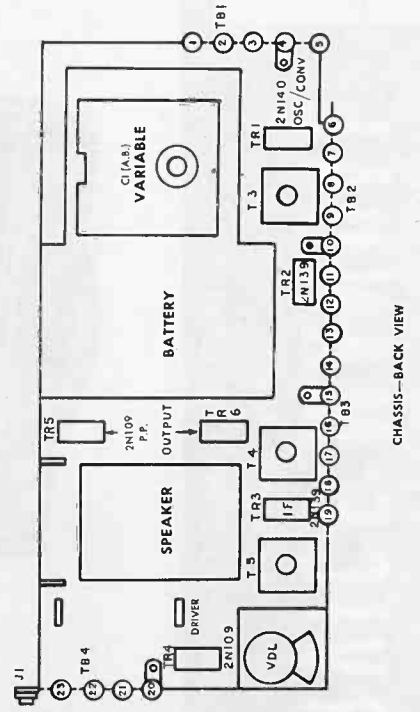 J1
23
22
21
20
TB4
TR4
2N109
DRIVER
VDL
SPEAKER
T5
TR3
1F
2N139
T4
19
18
17
16
TB3
15
14
13
12
11
10
TR5
2N109
P.P.
OUTPUT
TR6
BATTERY
TR2
2N139
C1 (A.B.)
VARIABLE
T3
TR1
2N140
OSC/CONV
9
8
7
6
TB2
1
2
3
4
5
TB1
CHASSIS—BACK VIEW